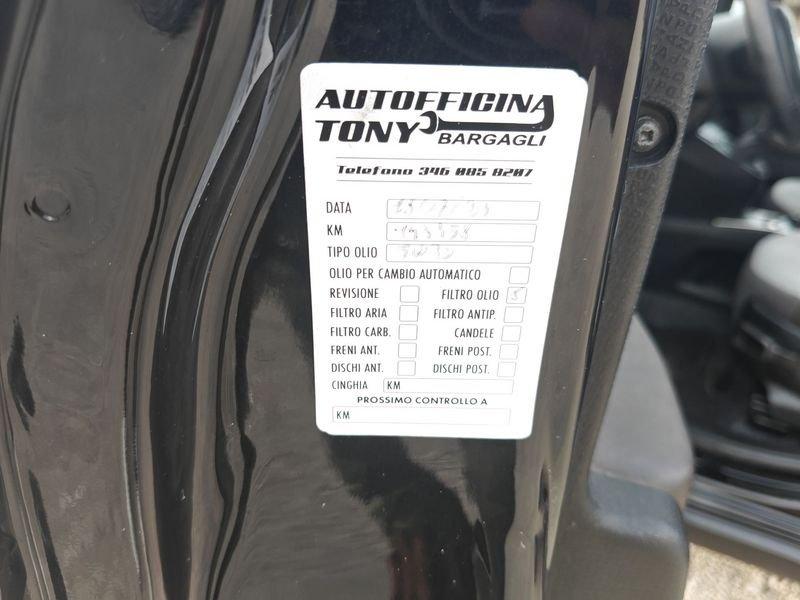 AUTOFFICINA
TONY BARGAGLI
Telefono 346 085 8207
DATA
KM
TIPO OLIO
OLIO PER CAMBIO AUTOMATICO
REVISIONE FILTRO OLIO
FILTRO ARIA FILTRO ANTIP.
FILTRO CARB. CANDELE
FRENI ANT. FRENI POST.
DISCHI ANT. DISCHI POST.
CINGHIA KM
PROSSIMO CONTROLLO A
KM